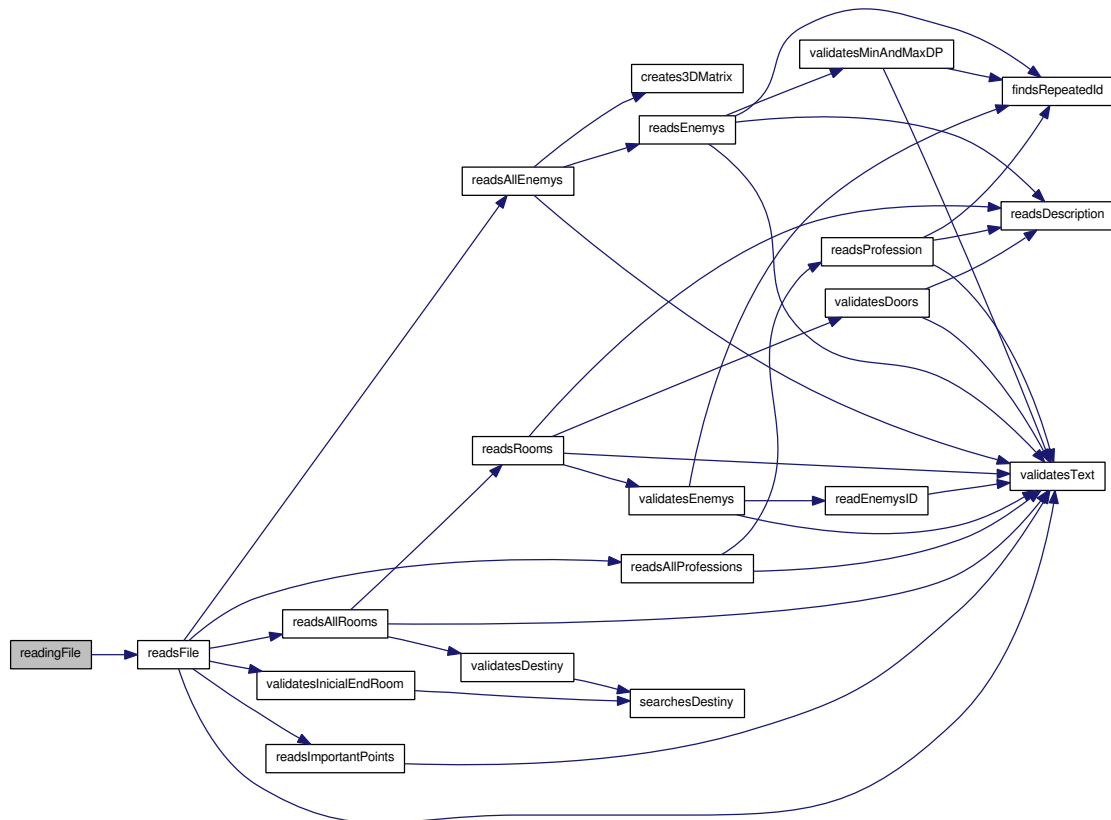 validatesMinAndMaxDP
creates3DMatrix
findsRepeatedId
readsEnemys
readsAllEnemys
readsDescription
readsProfession
validatesDoors
readsRooms
validatesText
validatesEnemys
readEnemysID
readsAllProfessions
readsAllRooms
readingFile
readsFile
validatesDestiny
validatesInicialEndRoom
searchesDestiny
readsImportantPoints